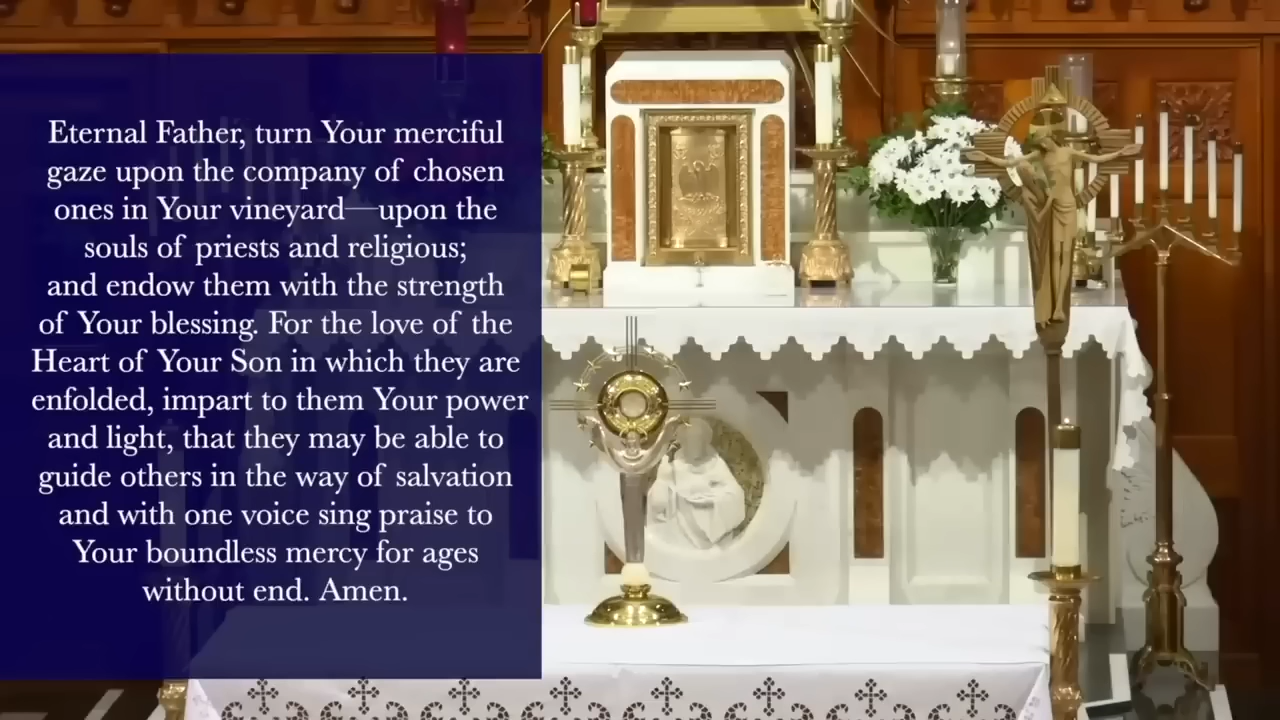 Eternal Father, turn Your merciful
gaze upon the company of chosen
ones in Your vineyard—upon the
souls of priests and religious;
and endow them with the strength
of Your blessing. For the love of the
Heart of Your Son in which they are
enfolded, impart to them Your power
and light, that they may be able to
guide others in the way of salvation
and with one voice sing praise to
Your boundless mercy for ages
without end. Amen.